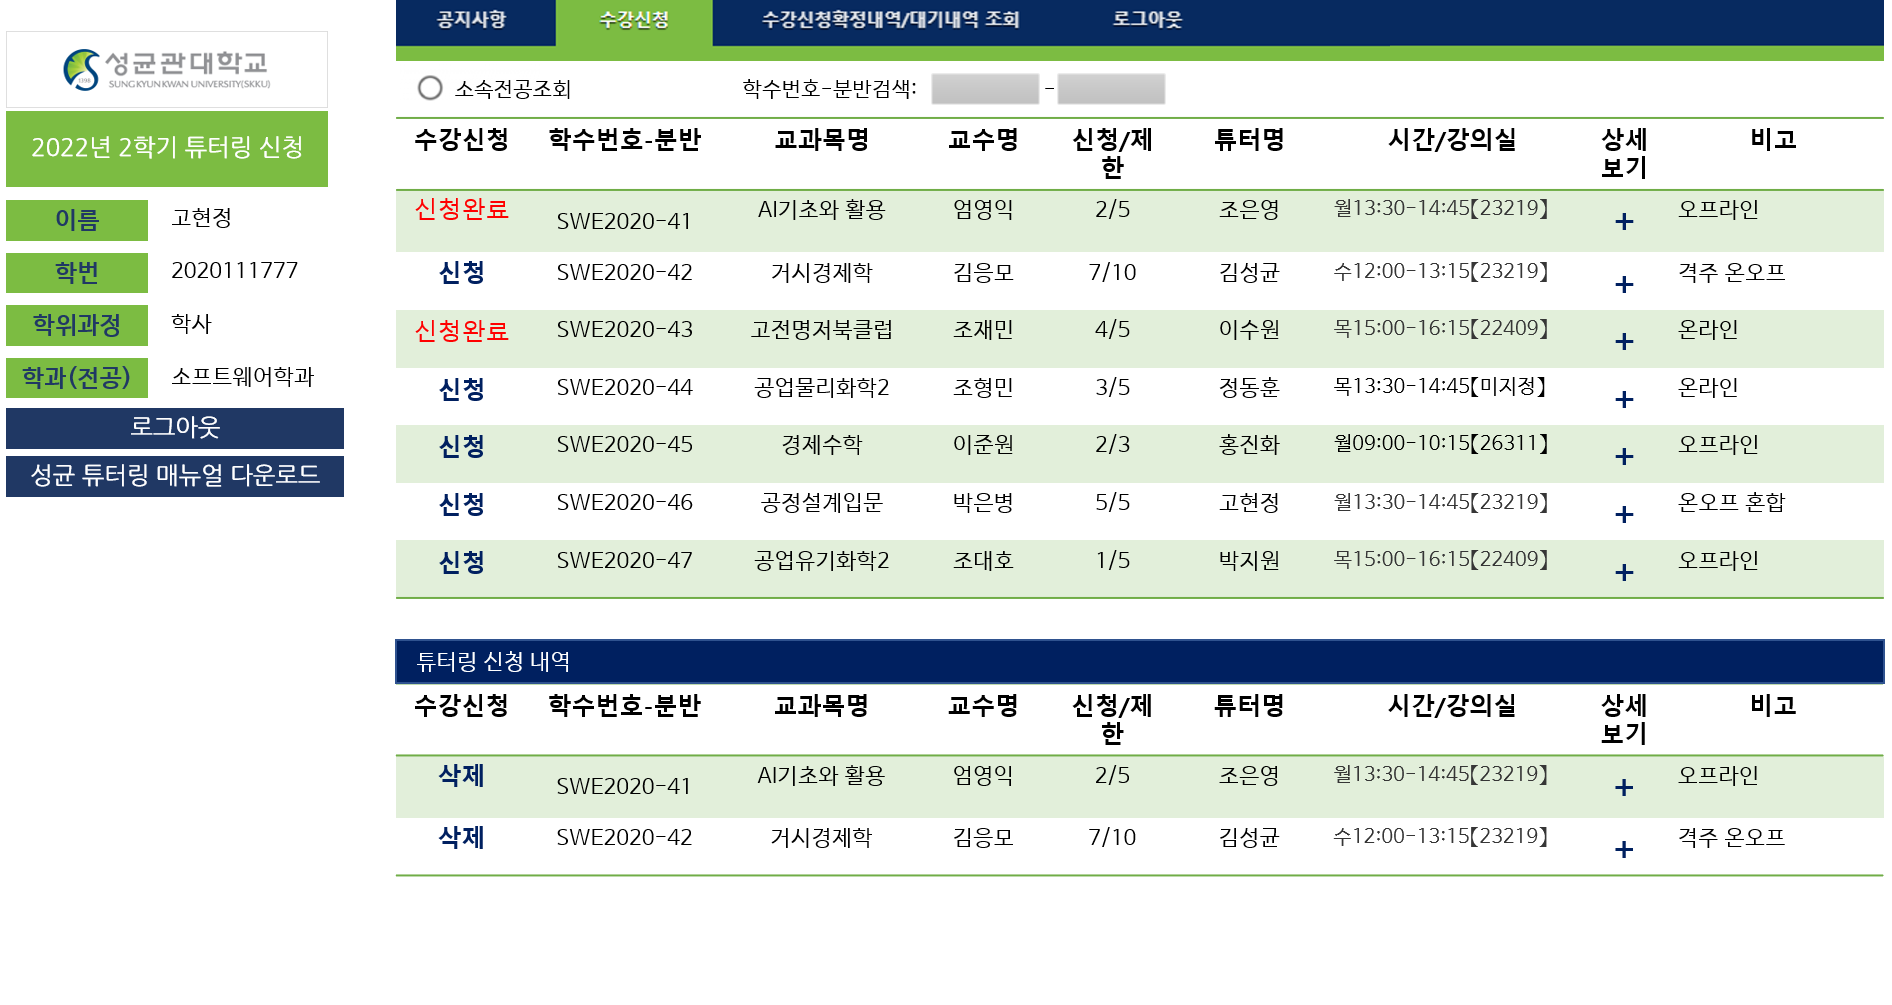 공지사항 수강신청 수강신청확정내역/대기내역 조회 로그아웃
성균관대학교
1398
SUNG KYUN KWAN UNIVERSITY(SKKU)
2022년 2학기 튜터링 신청
이름 고현정
학번 2020111777
학위과정 학사
학과(전공) 소프트웨어학과
로그아웃
성균 튜터링 매뉴얼 다운로드
소속전공조회 학수번호-분반검색: -
수강신청 학수번호-분반 교과목명 교수명 신청/제한 튜터명 시간/강의실 상세보기 비고
신청완료 SWE2020-41 AI기초와 활용 엄영익 2/5 조은영 월13:30-14:45【23219】 + 오프라인
신청 SWE2020-42 거시경제학 김응모 7/10 김성균 수12:00-13:15【23219】 + 격주 온오프
신청완료 SWE2020-43 고전명저북클럽 조재민 4/5 이수원 목15:00-16:15【22409】 + 온라인
신청 SWE2020-44 공업물리화학2 조형민 3/5 정동훈 목13:30-14:45【미지정】 + 온라인
신청 SWE2020-45 경제수학 이준원 2/3 홍진화 월09:00-10:15【26311】 + 오프라인
신청 SWE2020-46 공정설계입문 박은병 5/5 고현정 월13:30-14:45【23219】 + 온오프 혼합
신청 SWE2020-47 공업유기화학2 조대호 1/5 박지원 목15:00-16:15【22409】 + 오프라인
튜터링 신청 내역
수강신청 학수번호-분반 교과목명 교수명 신청/제한 튜터명 시간/강의실 상세보기 비고
삭제 SWE2020-41 AI기초와 활용 엄영익 2/5 조은영 월13:30-14:45【23219】 + 오프라인
삭제 SWE2020-42 거시경제학 김응모 7/10 김성균 수12:00-13:15【23219】 + 격주 온오프